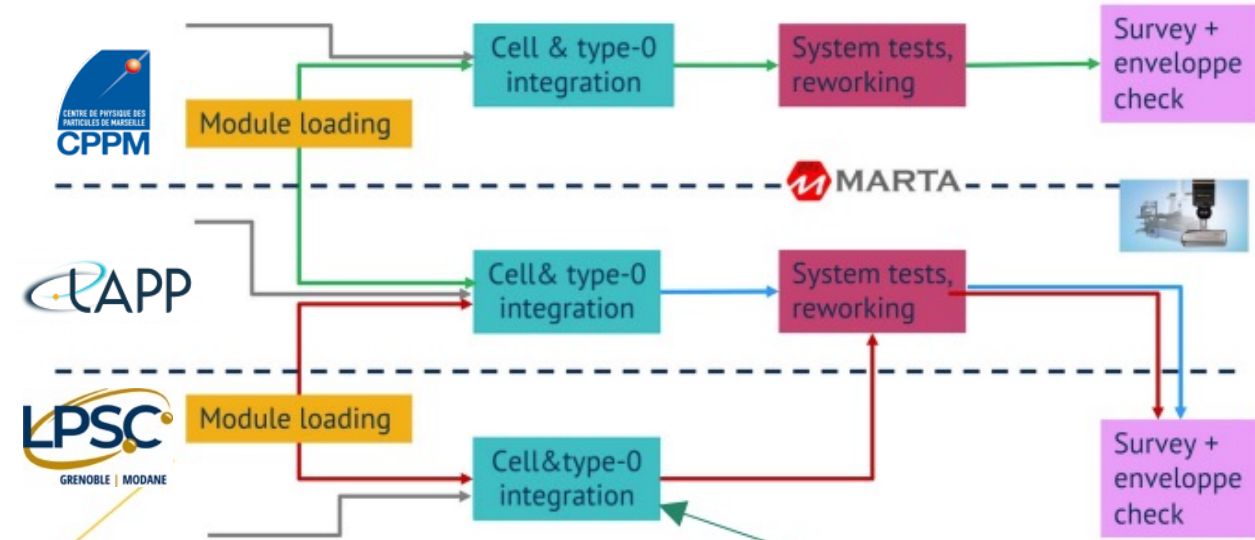 Cell & type-0
integration
System tests,
reworking
Survey +
enveloppe
check
CENTRE DE PHYSIQUE DES
PARTICULES DE MARSEILLE
CPPM
Module loading
MARTA
LAPP
Cell& type-0
integration
System tests,
reworking
LPSC
GRENOBLE | MODANE
Module loading
Cell&type-0
integration
Survey +
enveloppe
check